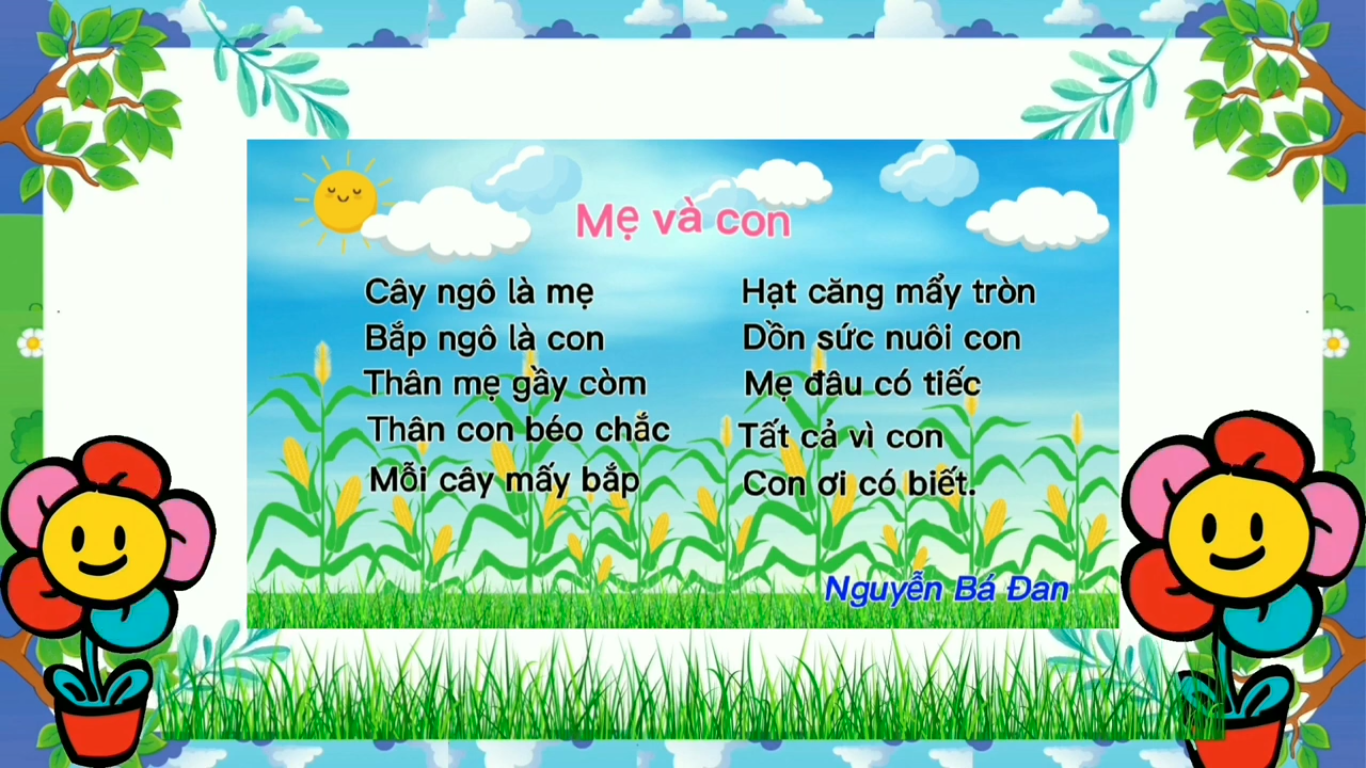 Mẹ và con
Cây ngô là mẹ
Bắp ngô là con
Thân mẹ gầy còm
Thân con béo chắc
Mỗi cây mấy bắp
Hạt căng mẩy tròn
Dồn sức nuôi con
Mẹ đâu có tiếc
Tất cả vì con
Con ơi có biết.
Nguyễn Bá Đan